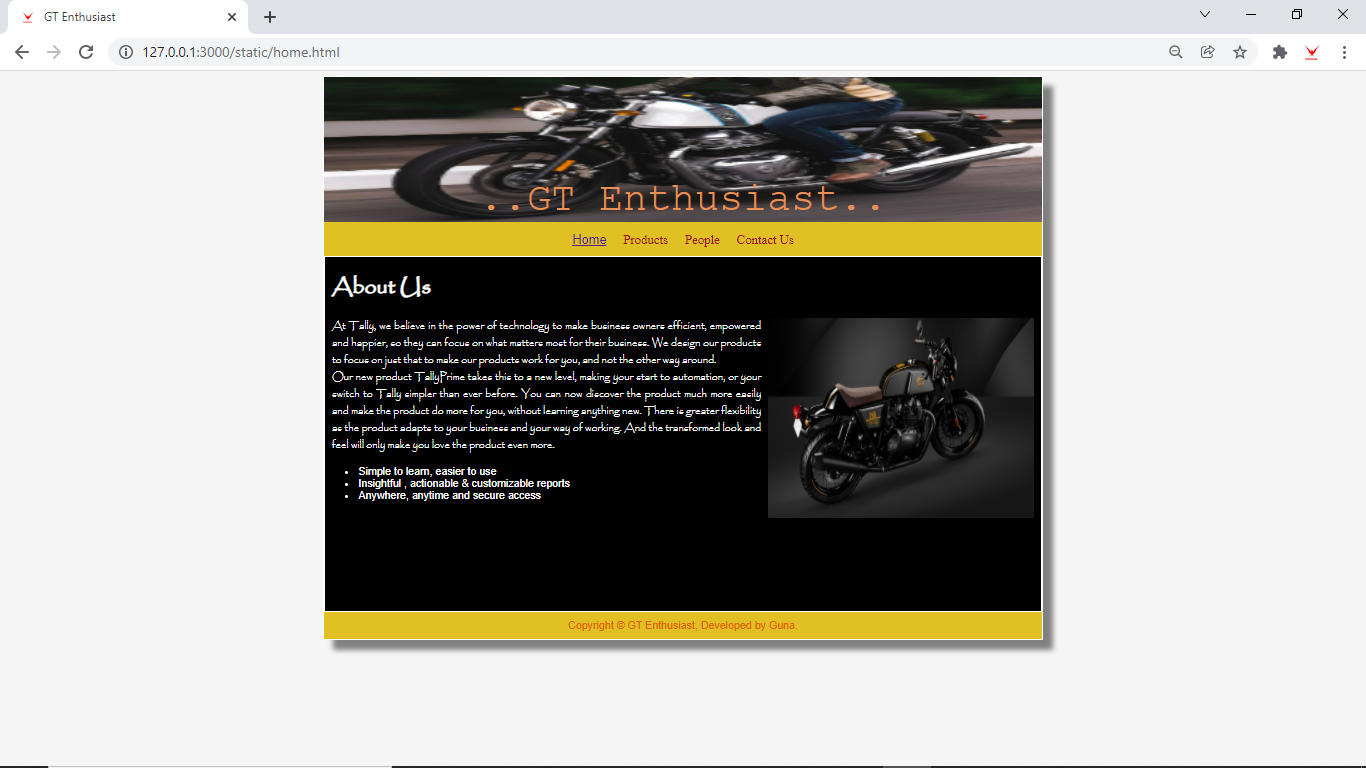 GT Enthusiast
127.0.0.1:3000/static/home.html
..GT Enthusiast..
Home Products People Contact Us
About Us
At Tally, we believe in the power of technology to make business owners efficient, empowered
and happier, so they can focus on what matters most for their business. We design our products
to focus on just that to make our products work for you, and not the other way around.
Our new product TallyPrime takes this to a new level, making your start to automation, or your
switch to Tally simpler than ever before. You can now discover the product much more easily
and make the product do more for you, without learning anything new. There is greater flexibility
as the product adapts to your business and your way of working. And the transformed look and
feel will only make you love the product even more.
• Simple to learn, easier to use
• Insightful , actionable & customizable reports
• Anywhere, anytime and secure access
Copyright © GT Enthusiast, Developed by Guna.